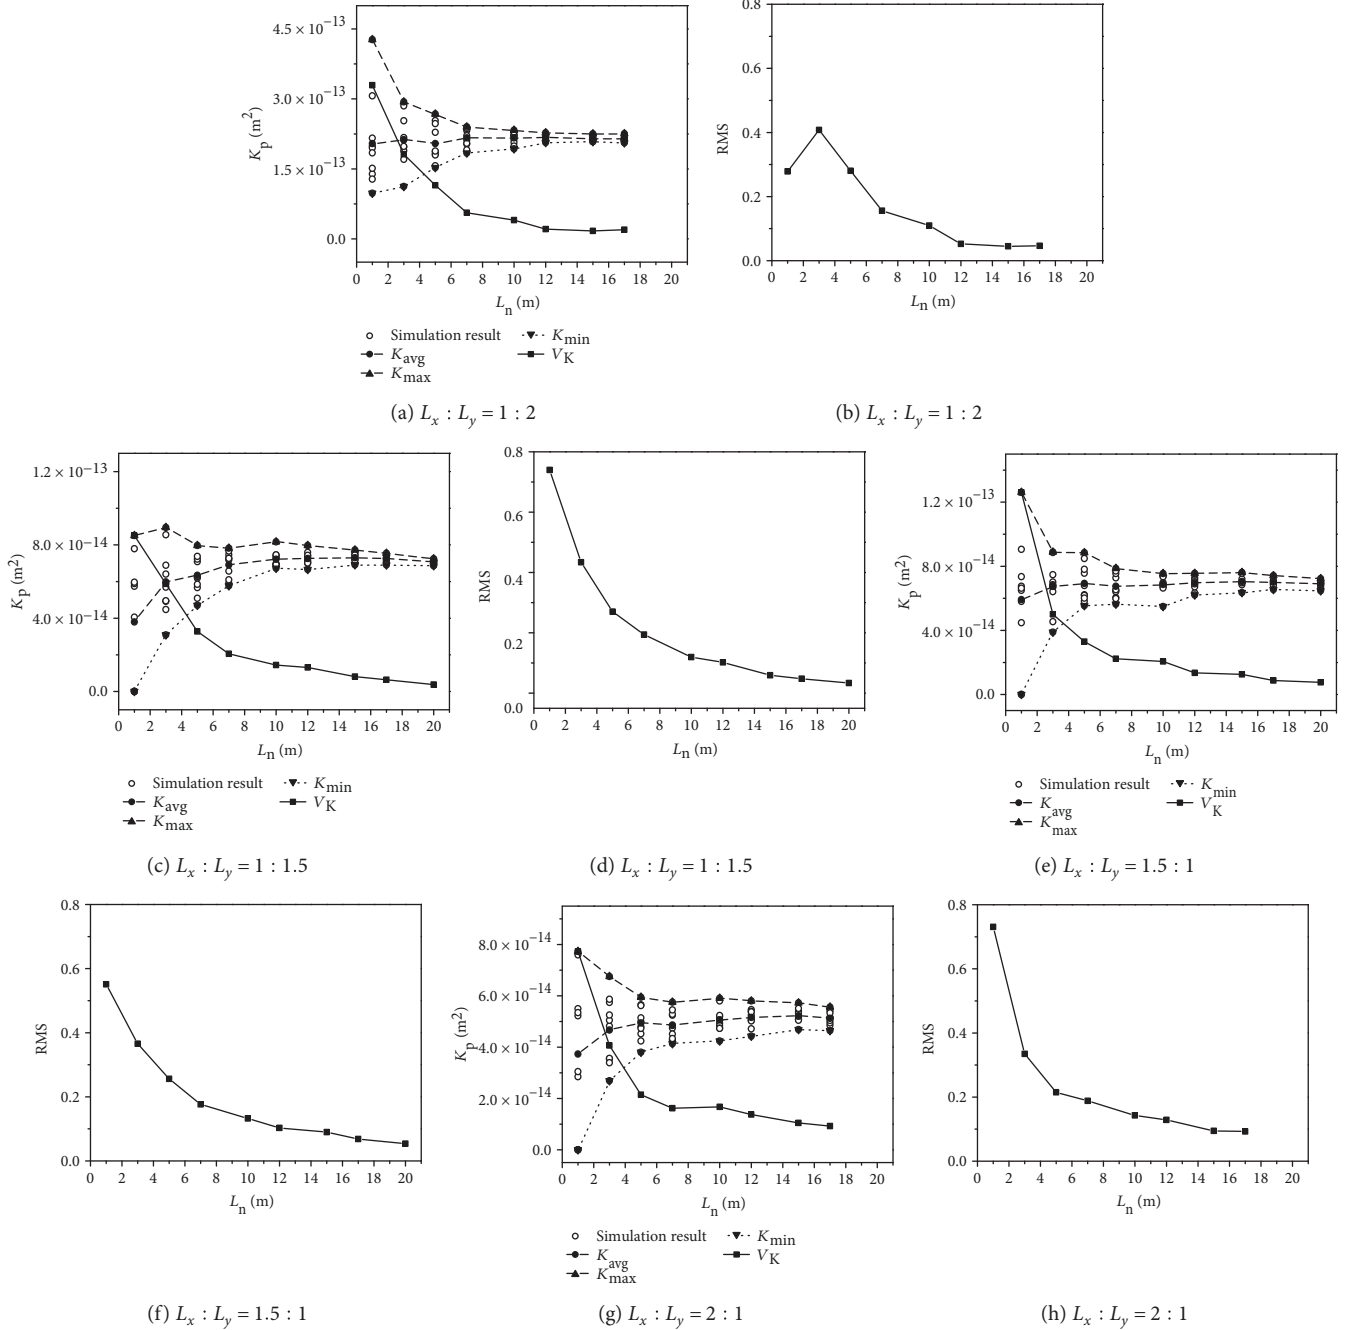 4.5 × 10⁻¹³
3.0 × 10⁻¹³
1.5 × 10⁻¹³
0.0
K_p (m²)
0 2 4 6 8 10 12 14 16 18 20
L_n (m)
Simulation result
K_avg
K_max
K_min
V_K
(a) L_x : L_y = 1 : 2
0.8
0.6
0.4
0.2
0.0
RMS
0 2 4 6 8 10 12 14 16 18 20
L_n (m)
(b) L_x : L_y = 1 : 2
1.2 × 10⁻¹³
8.0 × 10⁻¹⁴
4.0 × 10⁻¹⁴
0.0
K_p (m²)
0 2 4 6 8 10 12 14 16 18 20
L_n (m)
Simulation result
K_avg
K_max
K_min
V_K
(c) L_x : L_y = 1 : 1.5
0.8
0.6
0.4
0.2
0.0
RMS
0 2 4 6 8 10 12 14 16 18 20
L_n (m)
(d) L_x : L_y = 1 : 1.5
1.2 × 10⁻¹³
8.0 × 10⁻¹⁴
4.0 × 10⁻¹⁴
0.0
K_p (m²)
0 2 4 6 8 10 12 14 16 18 20
L_n (m)
Simulation result
K_avg
K_max
K_min
V_K
(e) L_x : L_y = 1.5 : 1
0.8
0.6
0.4
0.2
0.0
RMS
0 2 4 6 8 10 12 14 16 18 20
L_n (m)
(f) L_x : L_y = 1.5 : 1
8.0 × 10⁻¹⁴
6.0 × 10⁻¹⁴
4.0 × 10⁻¹⁴
2.0 × 10⁻¹⁴
0.0
K_p (m²)
0 2 4 6 8 10 12 14 16 18 20
L_n (m)
Simulation result
K_avg
K_max
K_min
V_K
(g) L_x : L_y = 2 : 1
0.8
0.6
0.4
0.2
0.0
RMS
0 2 4 6 8 10 12 14 16 18 20
L_n (m)
(h) L_x : L_y = 2 : 1